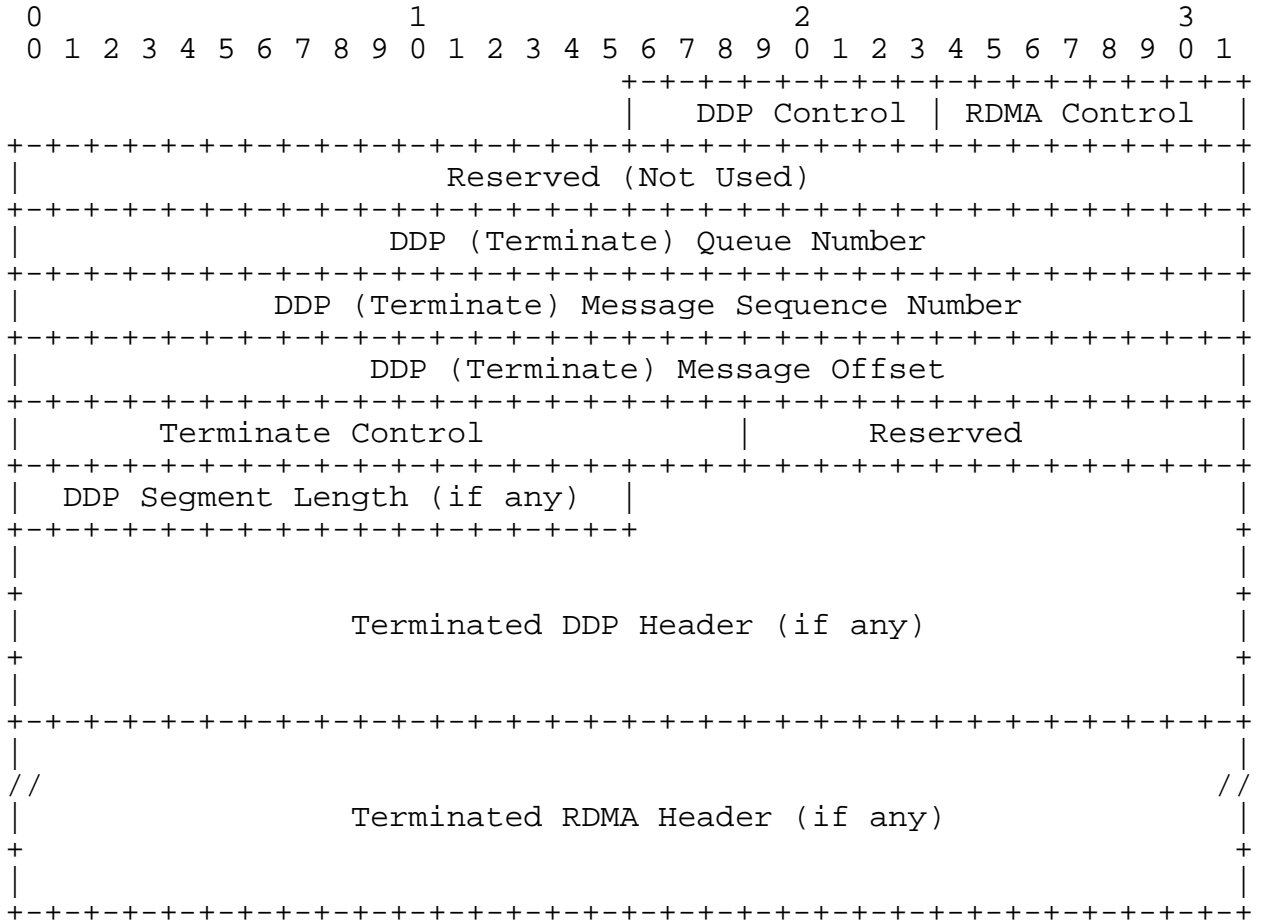 0                   1                   2                   3
0 1 2 3 4 5 6 7 8 9 0 1 2 3 4 5 6 7 8 9 0 1 2 3 4 5 6 7 8 9 0 1
DDP Control | RDMA Control
Reserved (Not Used)
DDP (Terminate) Queue Number
DDP (Terminate) Message Sequence Number
DDP (Terminate) Message Offset
Terminate Control | Reserved
DDP Segment Length (if any)
Terminated DDP Header (if any)
// //
Terminated RDMA Header (if any)